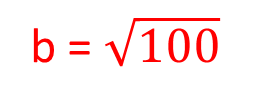 b = √100